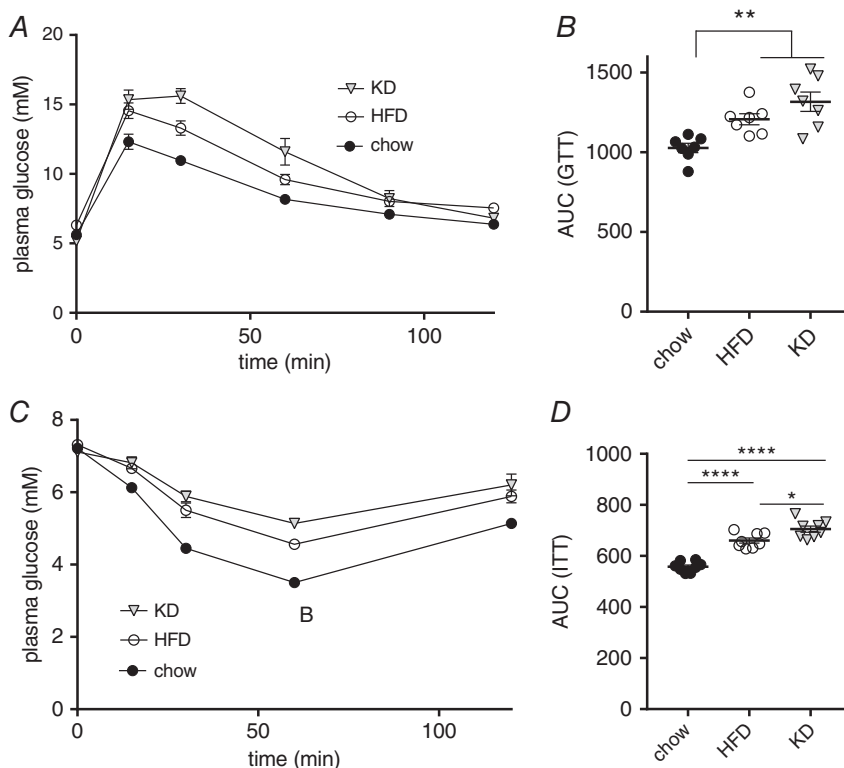 A
plasma glucose (mM)
20
15
10
5
0
KD
HFD
chow
0
50
100
time (min)
B
**
AUC (GTT)
1500
1000
500
0
chow
HFD
KD
C
plasma glucose (mM)
8
6
4
2
0
KD
HFD
chow
B
0
50
100
time (min)
D
****
****
*
AUC (ITT)
1000
800
600
400
200
0
chow
HFD
KD